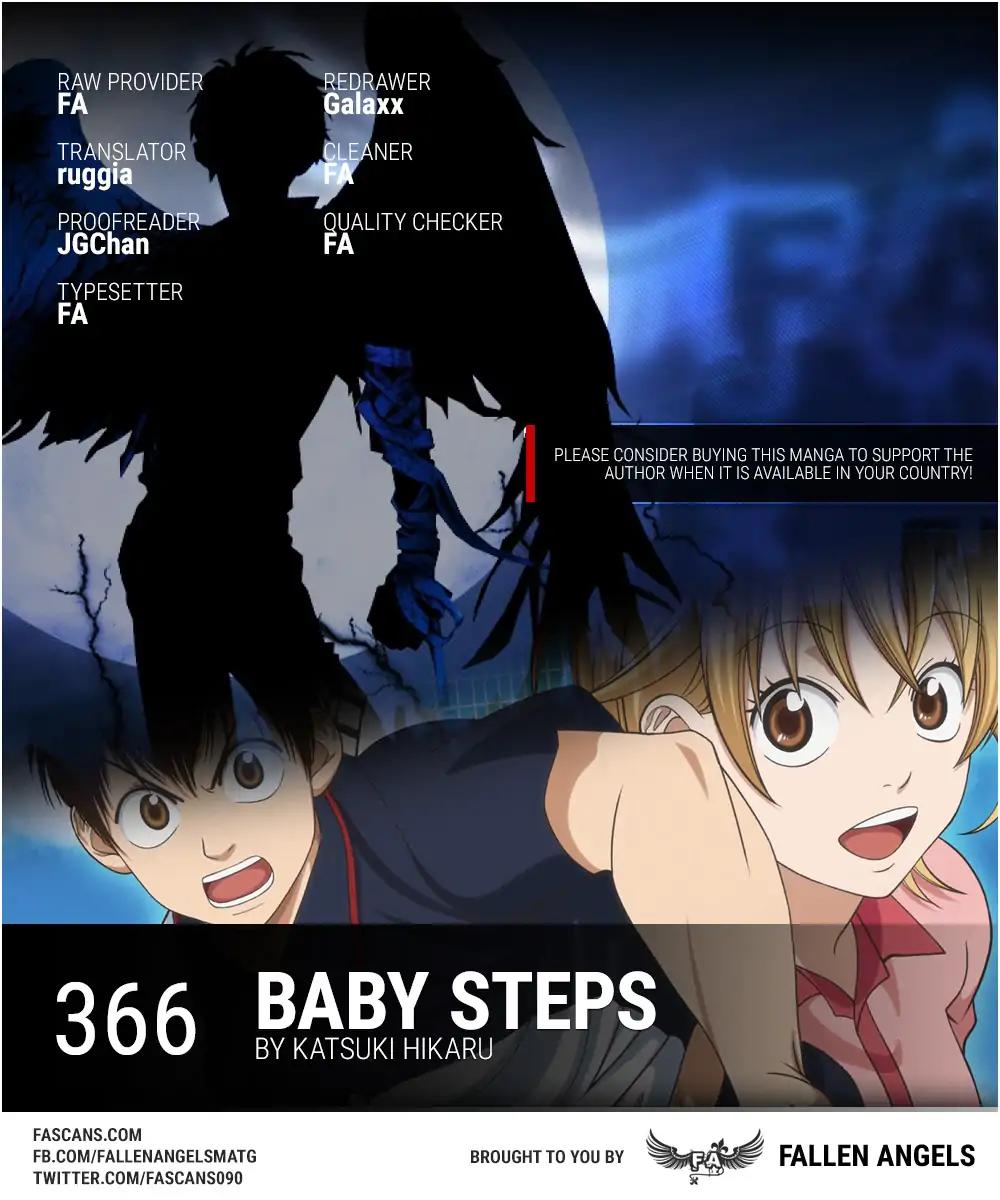 RAW PROVIDER
FA
TRANSLATOR
ruggia
PROOFREADER
JGChan
TYPESETTER
FA
REDRAWER
Galaxx
CLEANER
FA
QUALITY CHECKER
FA
PLEASE CONSIDER BUYING THIS MANGA TO SUPPORT THE
AUTHOR WHEN IT IS AVAILABLE IN YOUR COUNTRY!
366
BABY STEPS
BY KATSUKI HIKARU
FASCANS.COM
FB.COM/FALLENANGELSMATG
TWITTER.COM/FASCANS090
BROUGHT TO YOU BY
FA
FALLEN ANGELS